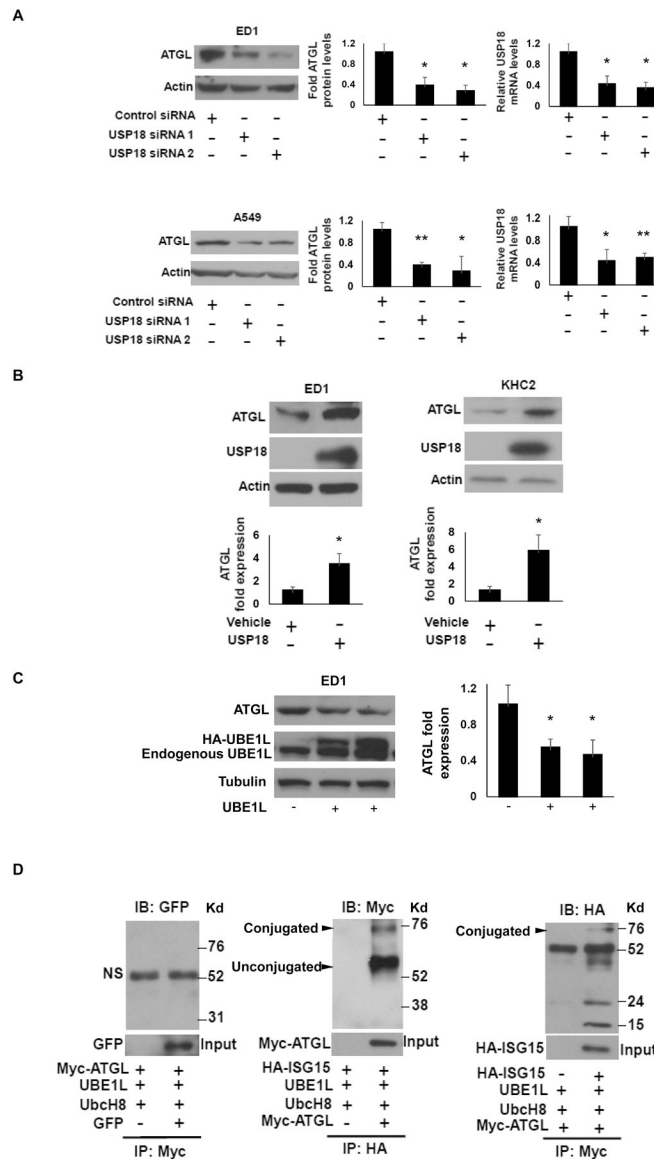 A
ED1
ATGL
Actin
Control siRNA + – –
USP18 siRNA 1 – + –
USP18 siRNA 2 – – +
Fold ATGL
protein levels
1.2
0.8
0.4
0
* *
+ – –
– + –
– – +
Relative USP18
mRNA levels
1.2
0.8
0.4
0
* *
+ – –
– + –
– – +
A549
ATGL
Actin
Control siRNA + – –
USP18 siRNA 1 – + –
USP18 siRNA 2 – – +
Fold ATGL
protein levels
1.2
0.8
0.4
0
** *
+ – –
– + –
– – +
Relative USP18
mRNA levels
1.2
0.8
0.4
0
* **
+ – –
– + –
– – +
B
ED1
ATGL
USP18
Actin
ATGL
fold expression
6
4
2
0
*
Vehicle + –
USP18 – +
KHC2
ATGL
USP18
Actin
ATGL
fold expression
10
8
6
4
2
0
*
Vehicle + –
USP18 – +
C
ED1
ATGL
HA-UBE1L
Endogenous UBE1L
Tubulin
UBE1L - + +
ATGL fold
expression
1.2
0.8
0.4
0
* *
- + +
D
IB: GFP Kd
76
NS
52
31
GFP Input
Myc-ATGL + +
UBE1L + +
UbcH8 + +
GFP - +
IP: Myc
IB: Myc Kd
Conjugated 76
Unconjugated
52
38
Myc-ATGL Input
HA-ISG15 + +
UBE1L + +
UbcH8 + +
Myc-ATGL - +
IP: HA
IB: HA Kd
Conjugated 76
52
24
15
HA-ISG15 Input
HA-ISG15 - +
UBE1L + +
UbcH8 + +
Myc-ATGL + +
IP: Myc